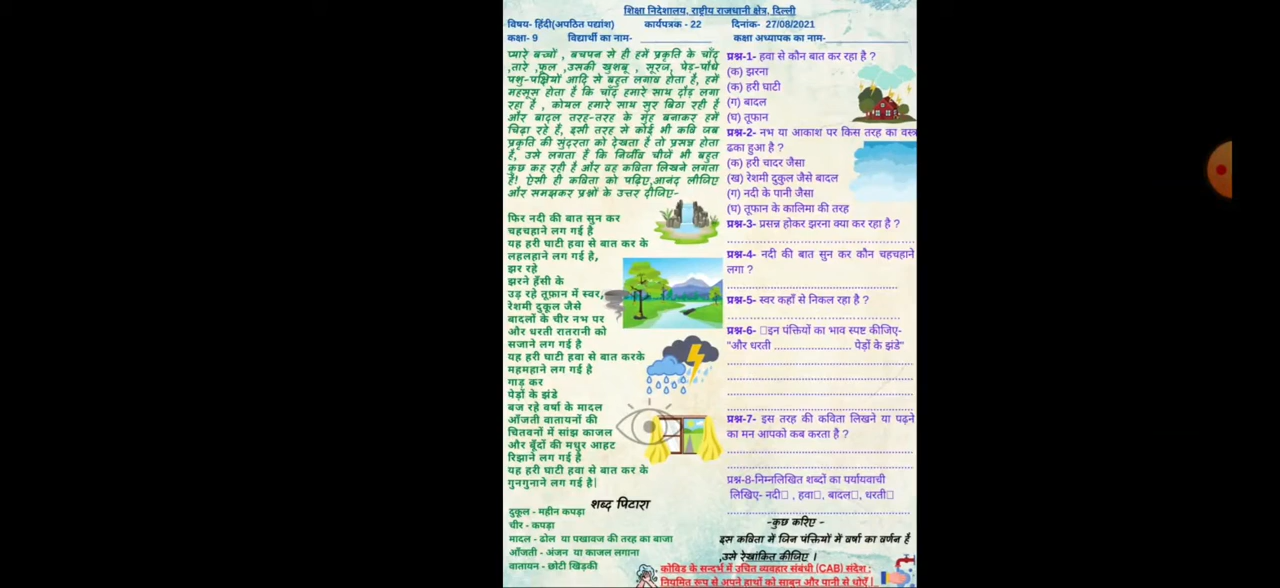 शिक्षा निदेशालय, राष्ट्रीय राजधानी क्षेत्र, दिल्ली
विषय- हिंदी(अपठित पद्यांश) कार्यपत्रक - 22 दिनांक- 27/08/2021
कक्षा- 9 विद्यार्थी का नाम- ____________ कक्षा अध्यापक का नाम-______________
प्यारे बच्चों , बचपन से ही हमें प्रकृति के चाँद
,तारे ,फूल ,उसकी खुशबू , सूरज, पेड़-पौधे
पशु-पक्षियों आदि से बहुत लगाव होता है, हमें
महसूस होता है कि चाँद हमारे साथ दौड़ लगा
रहा है , कोयल हमारे साथ सुर बिठा रही है
और बादल तरह-तरह के मुंह बनाकर हमें
चिढ़ा रहे हैं, इसी तरह से कोई भी कवि जब
प्रकृति की सुंदरता को देखता है तो प्रसन्न होता
है, उसे लगता है कि निर्जीव चीजें भी बहुत
कुछ कह रही है और वह कविता लिखने लगता
है! ऐसी ही कविता को पढ़िए,आनंद लीजिए
और समझकर प्रश्नों के उत्तर दीजिए-
फिर नदी की बात सुन कर
चहचहाने लग गई है
यह हरी घाटी हवा से बात कर के
लहलहाने लग गई है,
झर रहे
झरने हँसी के
उड़ रहे तूफ़ान में स्वर,
रेशमी दुकूल जैसे
बादलों के चीर नभ पर
और धरती रातरानी को
सजाने लग गई है
यह हरी घाटी हवा से बात करके
महमहाने लग गई है
गाड़ कर
पेड़ों के झंडे
बज रहे वर्षा के मादल
आँजती वातायनों की
चितवनों में सांझ काजल
और बूँदों की मधुर आहट
रिझाने लग गई है
यह हरी घाटी हवा से बात कर के
गुनगुनाने लग गई है|
शब्द पिटारा
दुकूल - महीन कपड़ा
चीर - कपड़ा
मादल - ढोल या पखावज की तरह का बाजा
आँजती - अंजन या काजल लगाना
वातायन - छोटी खिड़की
प्रश्न-1- हवा से कौन बात कर रहा है ?
(क) झरना
(क) हरी घाटी
(ग) बादल
(घ) तूफान
प्रश्न-2- नभ या आकाश पर किस तरह का वस्त्र
ढका हुआ है ?
(क) हरी चादर जैसा
(ख) रेशमी दुकूल जैसे बादल
(ग) नदी के पानी जैसा
(घ) तूफान के कालिमा की तरह
प्रश्न-3- प्रसन्न होकर झरना क्या कर रहा है ?
प्रश्न-4- नदी की बात सुन कर कौन चहचहाने
लगा ?
प्रश्न-5- स्वर कहाँ से निकल रहा है ?
प्रश्न-6- □इन पंक्तियों का भाव स्पष्ट कीजिए-
"और धरती .......................... पेड़ों के झंडे"
प्रश्न-7- इस तरह की कविता लिखने या पढ़ने
का मन आपको कब करता है ?
प्रश्न-8-निम्नलिखित शब्दों का पर्यायवाची
लिखिए- नदी□ , हवा□, बादल□, धरती□
-कुछ करिए -
इस कविता में जिन पंक्तियों में वर्षा का वर्णन है
,उसे रेखांकित कीजिए ।
कोविड के सन्दर्भ में उचित व्यवहार संबंधी (CAB) संदेश :
नियमित रूप से अपने हाथों को साबुन और पानी से धोएँ |